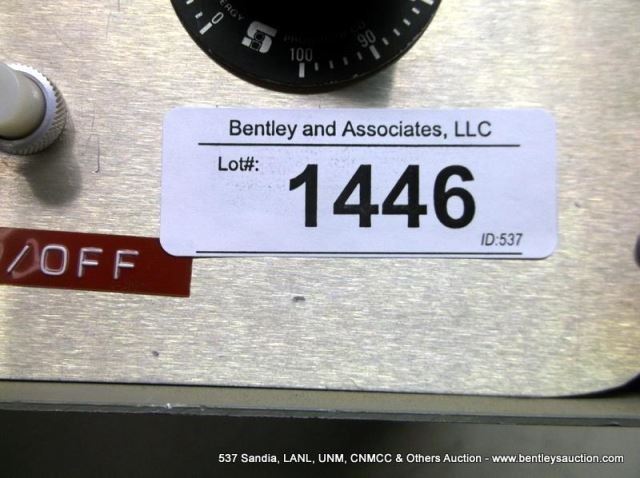 0
ERGY
100
90
Bentley and Associates, LLC
Lot#:
1446
ID:537
/OFF
537 Sandia, LANL, UNM, CNMCC & Others Auction - www.bentleysauction.com